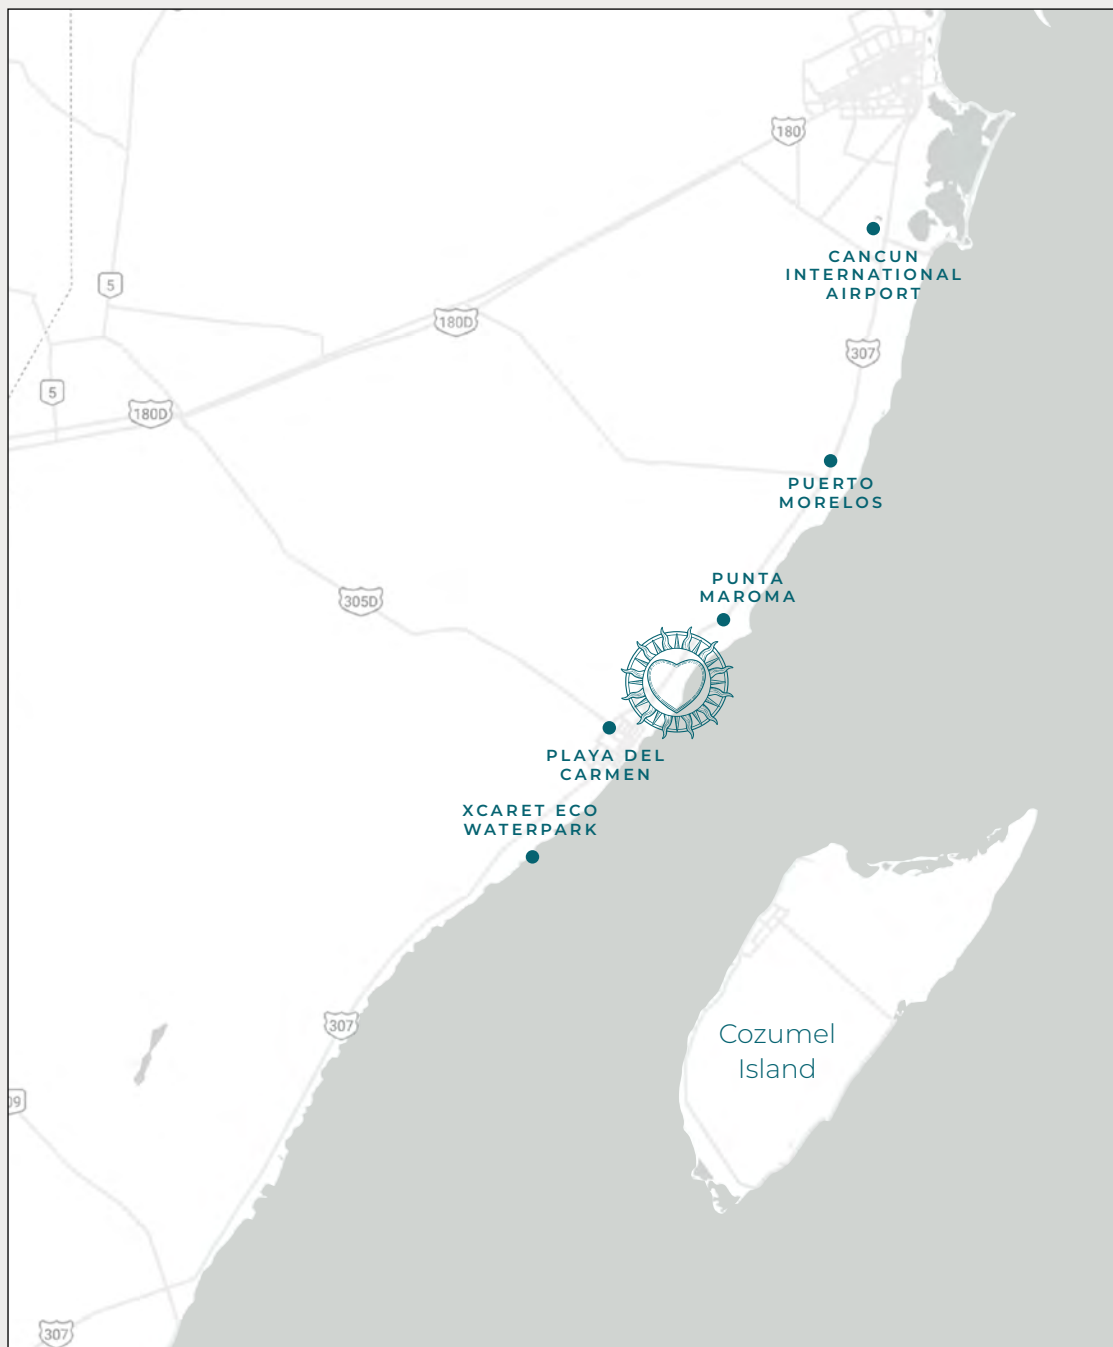 180
CANCUN
INTERNATIONAL
AIRPORT
5
180D
307
5
180D
PUERTO
MORELOS
PUNTA
MAROMA
305D
PLAYA DEL
CARMEN
XCARET ECO
WATERPARK
307
Cozumel
Island
09
307